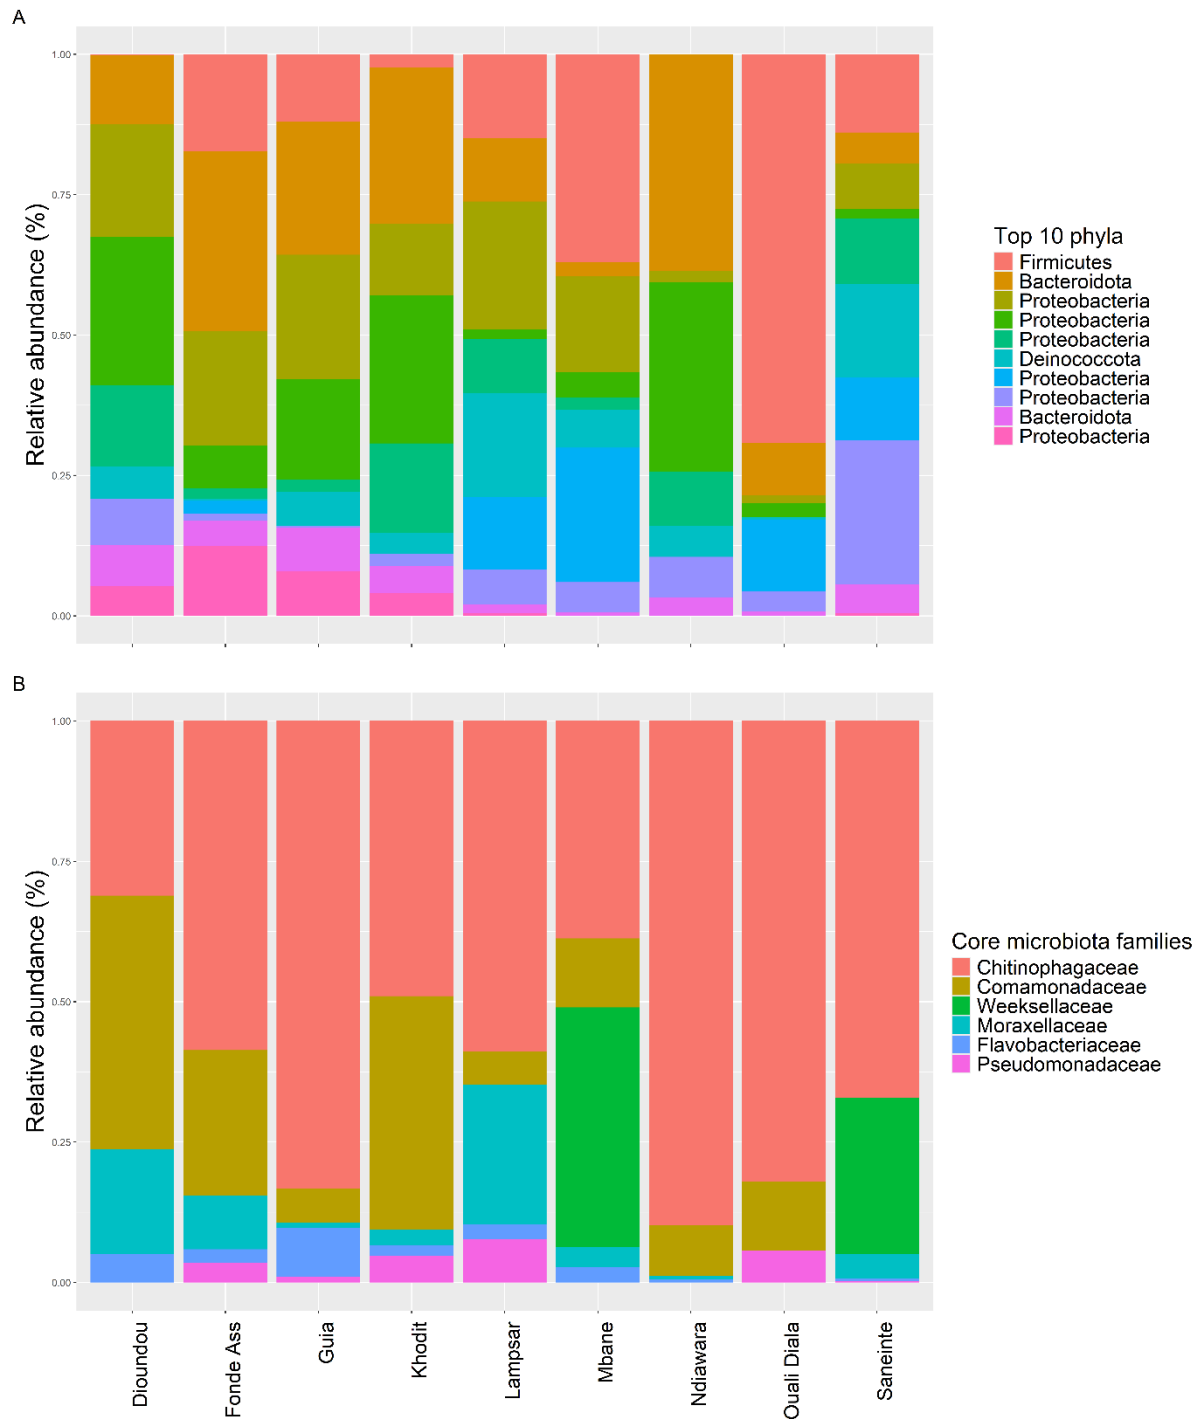 A
Relative abundance (%)
1.00
0.75
0.50
0.25
0.00
Top 10 phyla
Firmicutes
Bacteroidota
Proteobacteria
Proteobacteria
Proteobacteria
Deinococcota
Proteobacteria
Proteobacteria
Bacteroidota
Proteobacteria
B
Relative abundance (%)
1.00
0.75
0.50
0.25
0.00
Core microbiota families
Chitinophagaceae
Comamonadaceae
Weeksellaceae
Moraxellaceae
Flavobacteriaceae
Pseudomonadaceae
Dioundou
Fonde Ass
Guia
Khodit
Lampsar
Mbane
Ndiawara
Ouali Diala
Saneinte